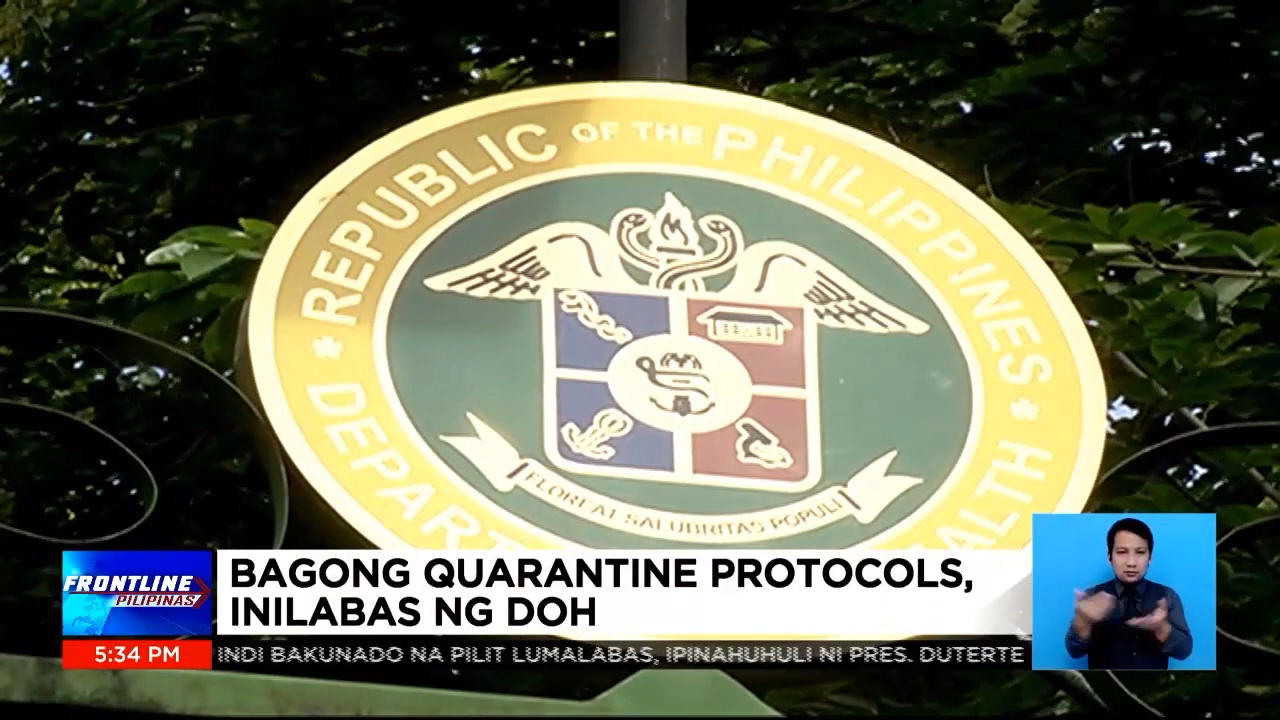 REPUBLIC OF THE PHILIPPINES
DEPART
ALTH
FLOREAT SALUBRITAS POPULI
FRONTLINE
PILIPINAS
BAGONG QUARANTINE PROTOCOLS,
INILABAS NG DOH
5:34 PM
INDI BAKUNADO NA PILIT LUMALABAS, IPINAHUHULI NI PRES. DUTERTE